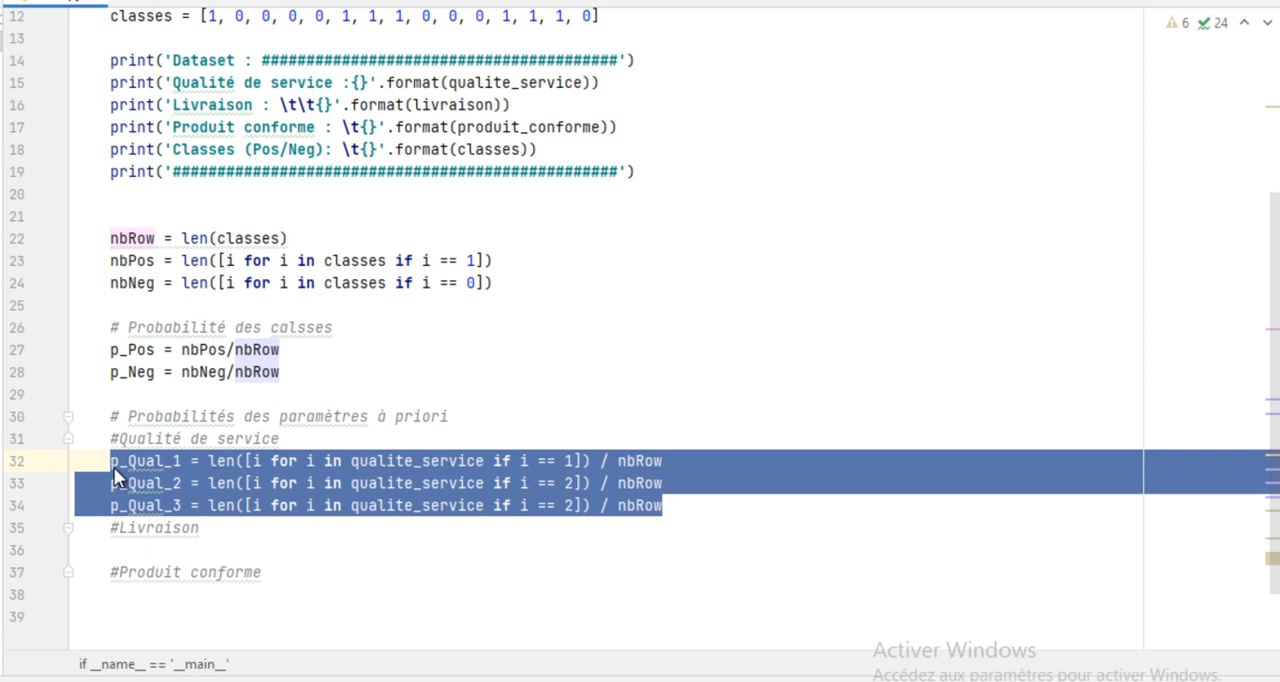 12 classes = [1, 0, 0, 0, 0, 1, 1, 1, 0, 0, 0, 1, 1, 1, 0]
6 24
13
14 print('Dataset : ########################################')
15 print('Qualité de service :{}'.format(qualite_service))
16 print('Livraison : \t\t{}'.format(livraison))
17 print('Produit conforme : \t{}'.format(produit_conforme))
18 print('Classes (Pos/Neg): \t{}'.format(classes))
19 print('##################################################')
20
21
22 nbRow = len(classes)
23 nbPos = len([i for i in classes if i == 1])
24 nbNeg = len([i for i in classes if i == 0])
25
26 # Probabilité des calsses
27 p_Pos = nbPos/nbRow
28 p_Neg = nbNeg/nbRow
29
30 # Probabilités des paramètres à priori
31 #Qualité de service
32 p_Qual_1 = len([i for i in qualite_service if i == 1]) / nbRow
33 p_Qual_2 = len([i for i in qualite_service if i == 2]) / nbRow
34 p_Qual_3 = len([i for i in qualite_service if i == 2]) / nbRow
35 #Livraison
36
37 #Produit conforme
38
39
if __name__ == '__main__'
Activer Windows
Accédez aux paramètres pour activer Windows.